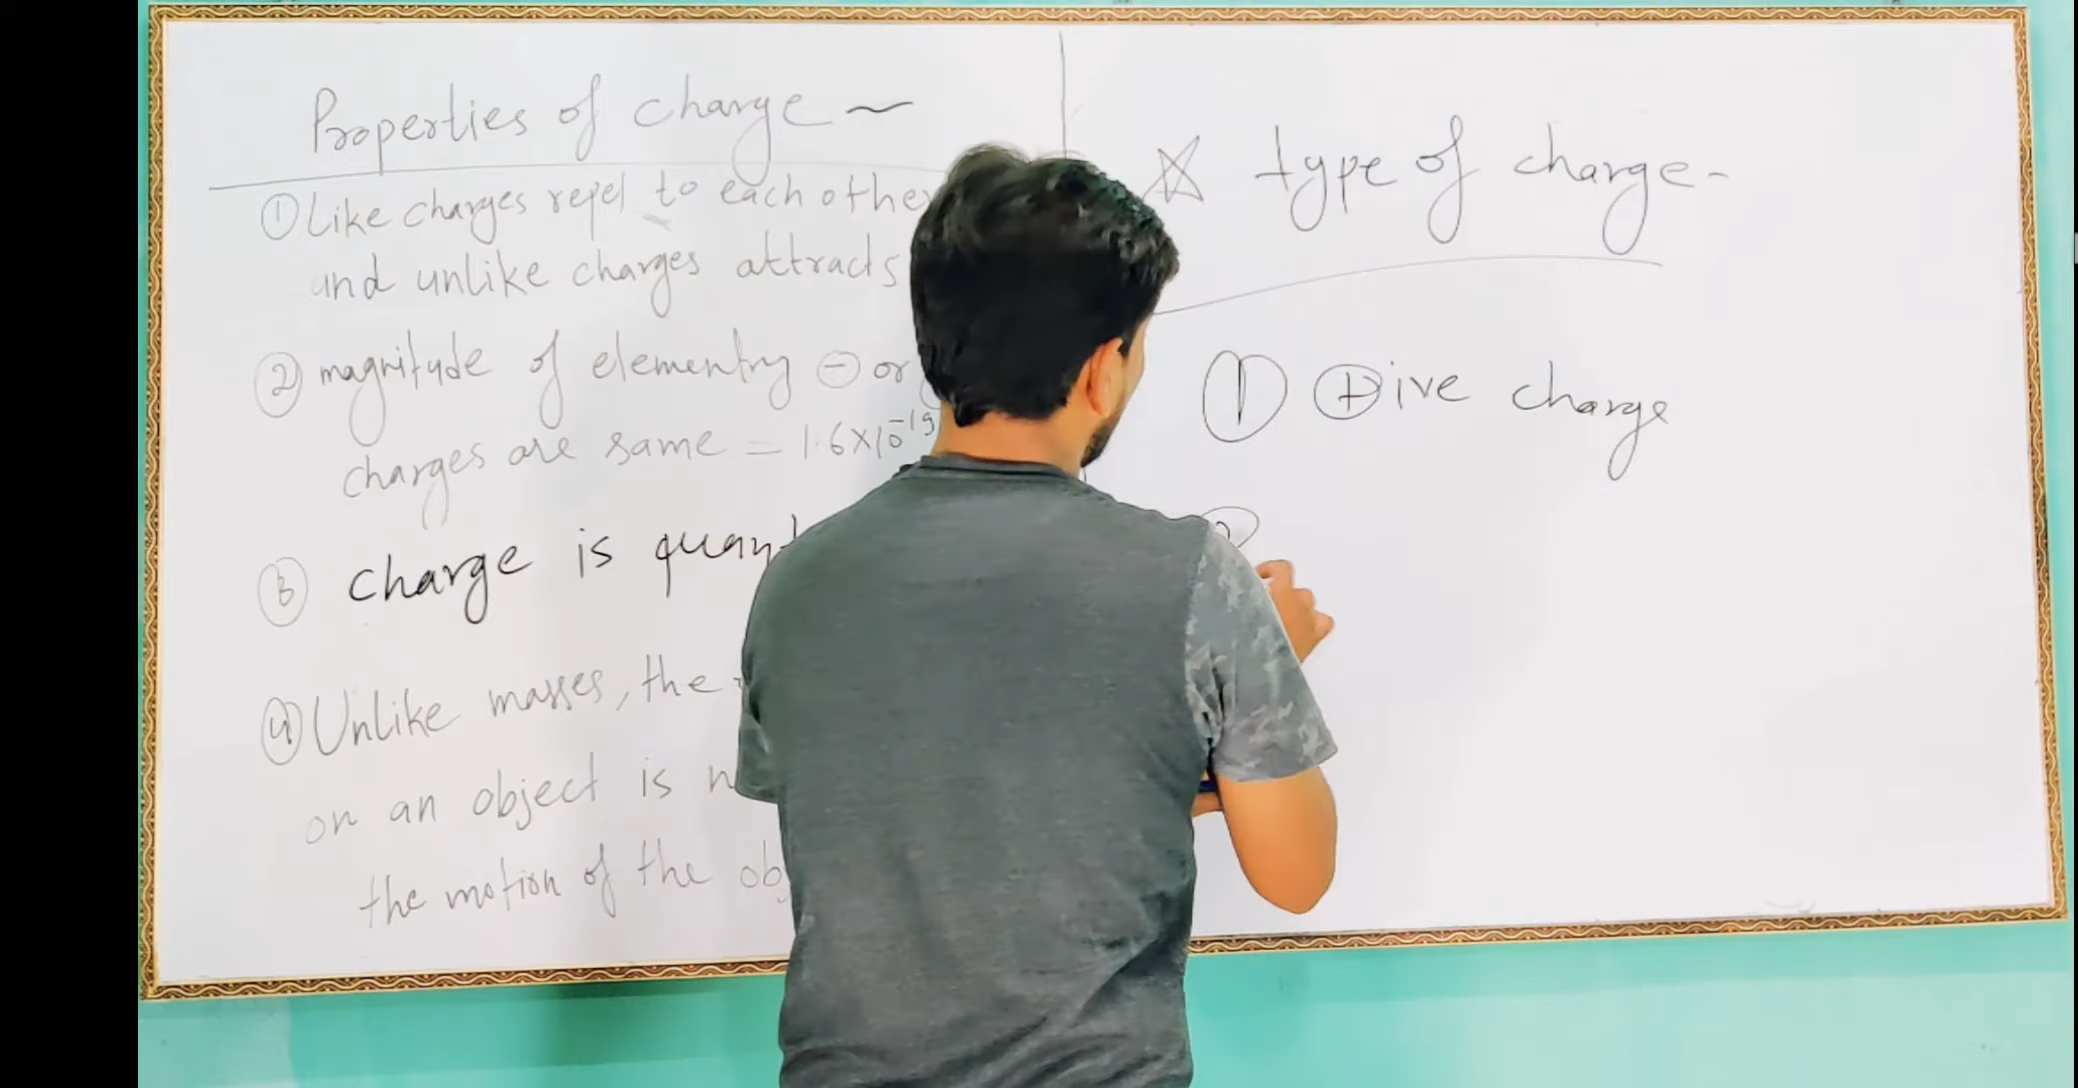 Properties of charge ~
① Like charges repel to each other
and unlike charges attracts
② magnitude of elementry ⊖ or
charges are same = 1.6×10⁻¹⁹
③ charge is quant
④ Unlike masses, the
on an object is
the motion of the
☆ type of charge -
① ⊕ive charge
②